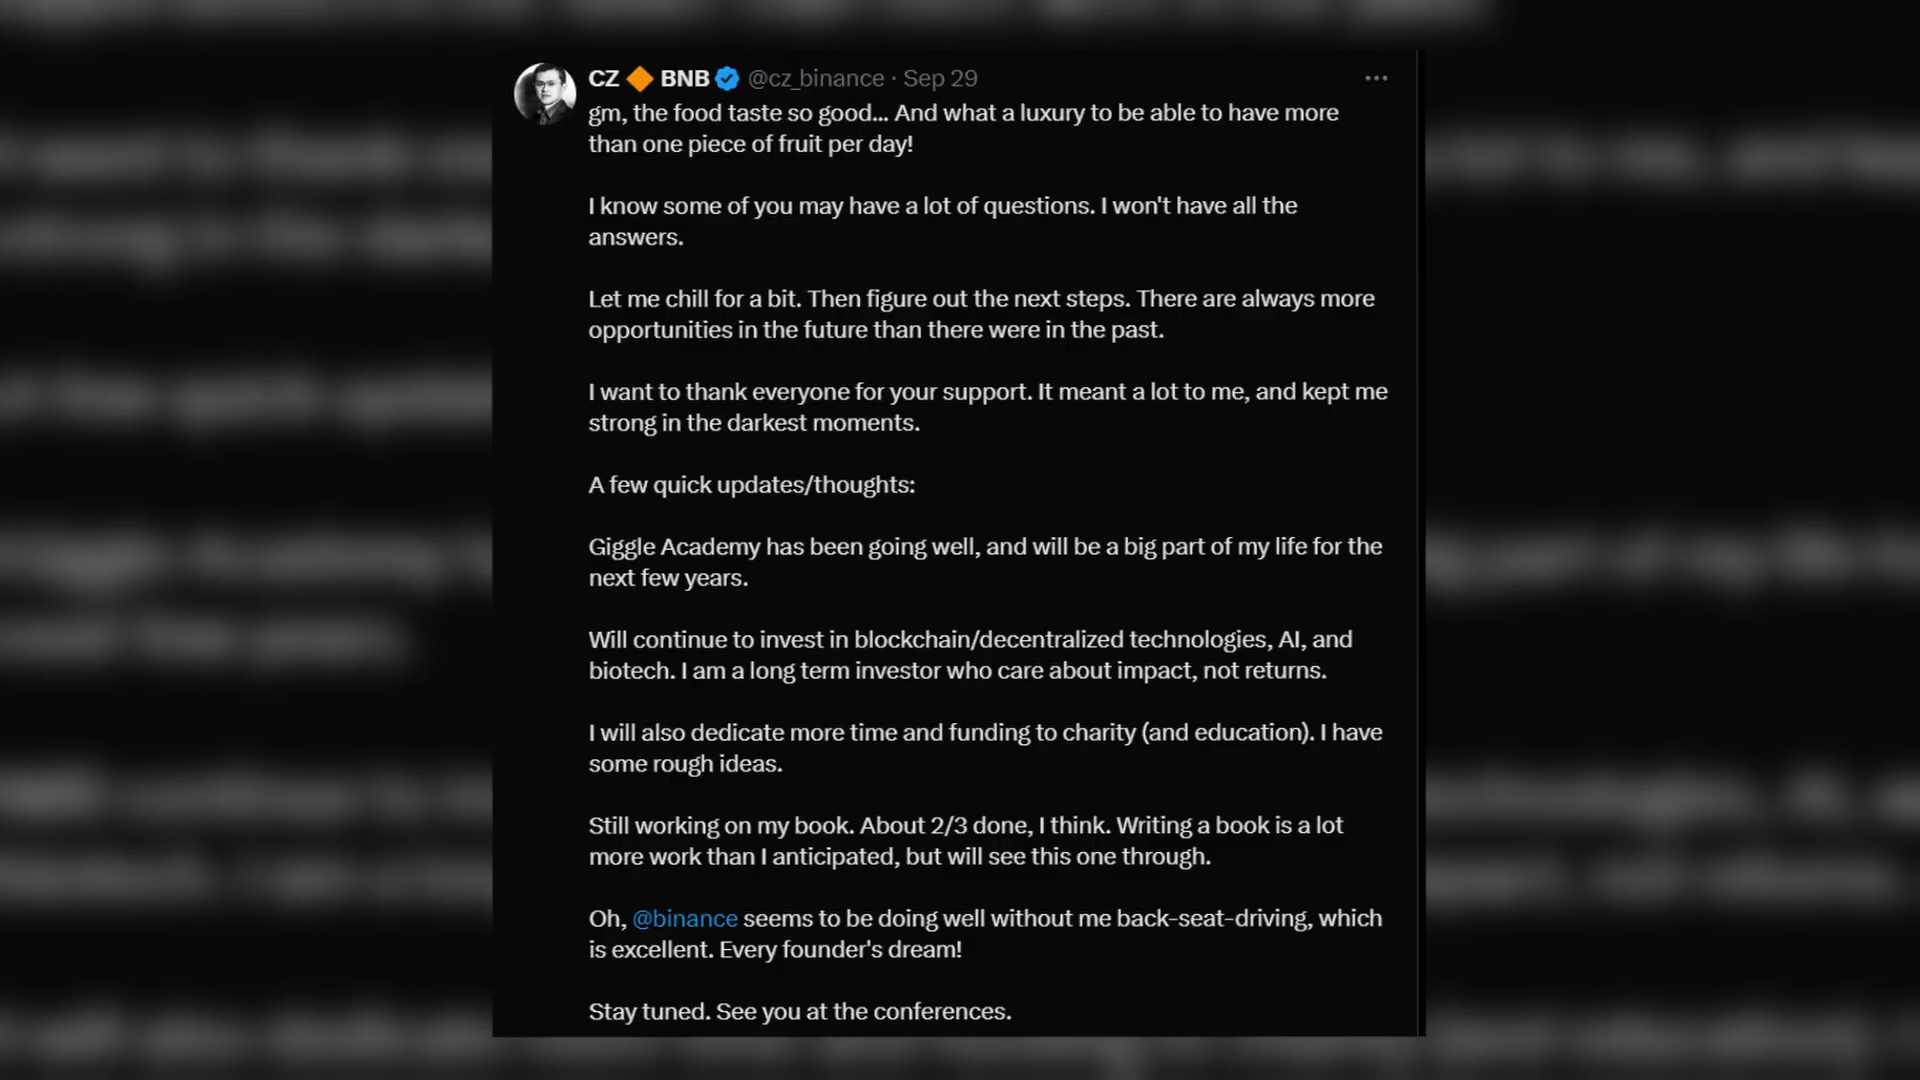 CZ 🔶 BNB @cz_binance · Sep 29
gm, the food taste so good... And what a luxury to be able to have more
than one piece of fruit per day!
I know some of you may have a lot of questions. I won't have all the
answers.
Let me chill for a bit. Then figure out the next steps. There are always more
opportunities in the future than there were in the past.
I want to thank everyone for your support. It meant a lot to me, and kept me
strong in the darkest moments.
A few quick updates/thoughts:
Giggle Academy has been going well, and will be a big part of my life for the
next few years.
Will continue to invest in blockchain/decentralized technologies, AI, and
biotech. I am a long term investor who care about impact, not returns.
I will also dedicate more time and funding to charity (and education). I have
some rough ideas.
Still working on my book. About 2/3 done, I think. Writing a book is a lot
more work than I anticipated, but will see this one through.
Oh, @binance seems to be doing well without me back-seat-driving, which
is excellent. Every founder's dream!
Stay tuned. See you at the conferences.